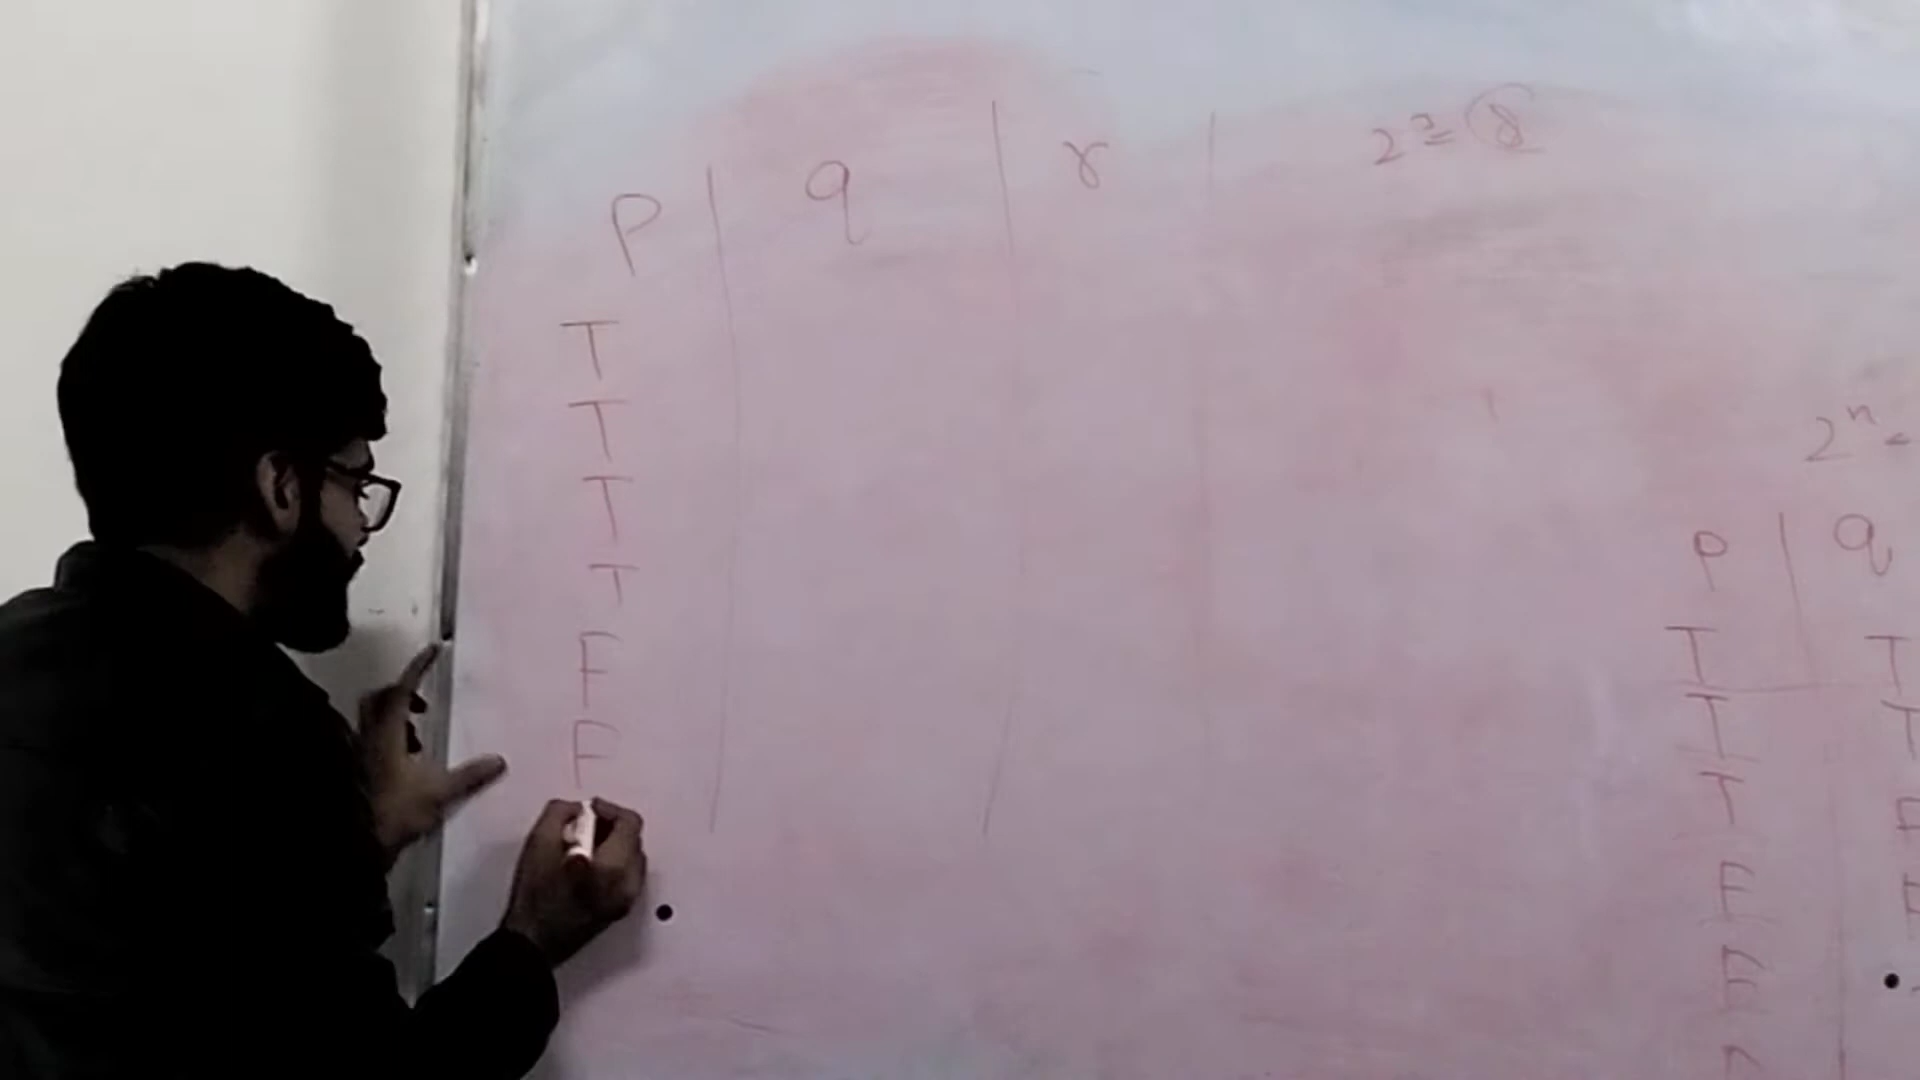 P | q | r |
2³ = 8
T
T
T
T
F
F
2ⁿ =
P | q
T T
T T
T F
F F
F